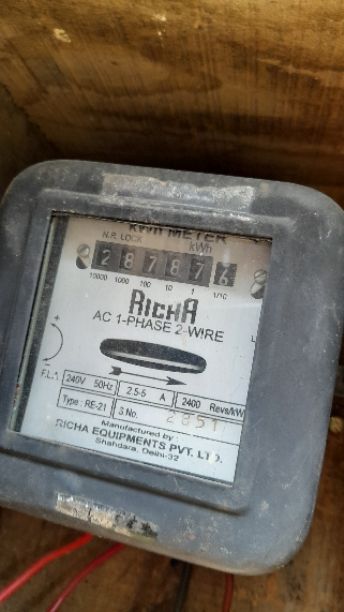 kWh METER
N.R. LOCK kWh
2 8 7 8 7
10000 1000 100 10 1 1/10
RICHA
AC 1-PHASE 2-WIRE
F.L.
240V 50Hz 2.5-5 A 2400 Revs/kW
Type : RE-21 S.No. 2851
Manufactured by :
RICHA EQUIPMENTS PVT. LTD.
Shahdara, Delhi-32